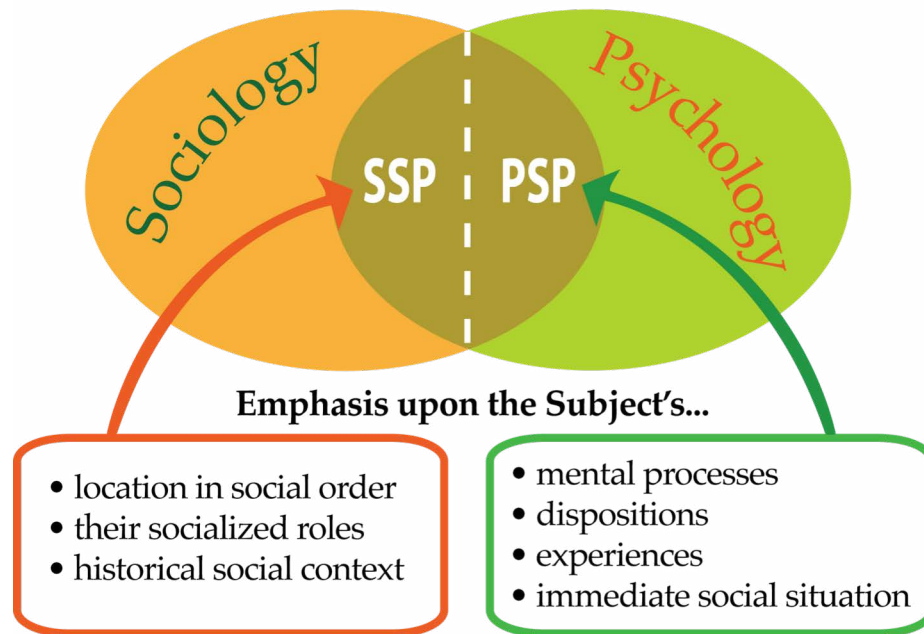 Sociology
Psychology
SSP
PSP
Emphasis upon the Subject's...
• location in social order
• their socialized roles
• historical social context
• mental processes
• dispositions
• experiences
• immediate social situation